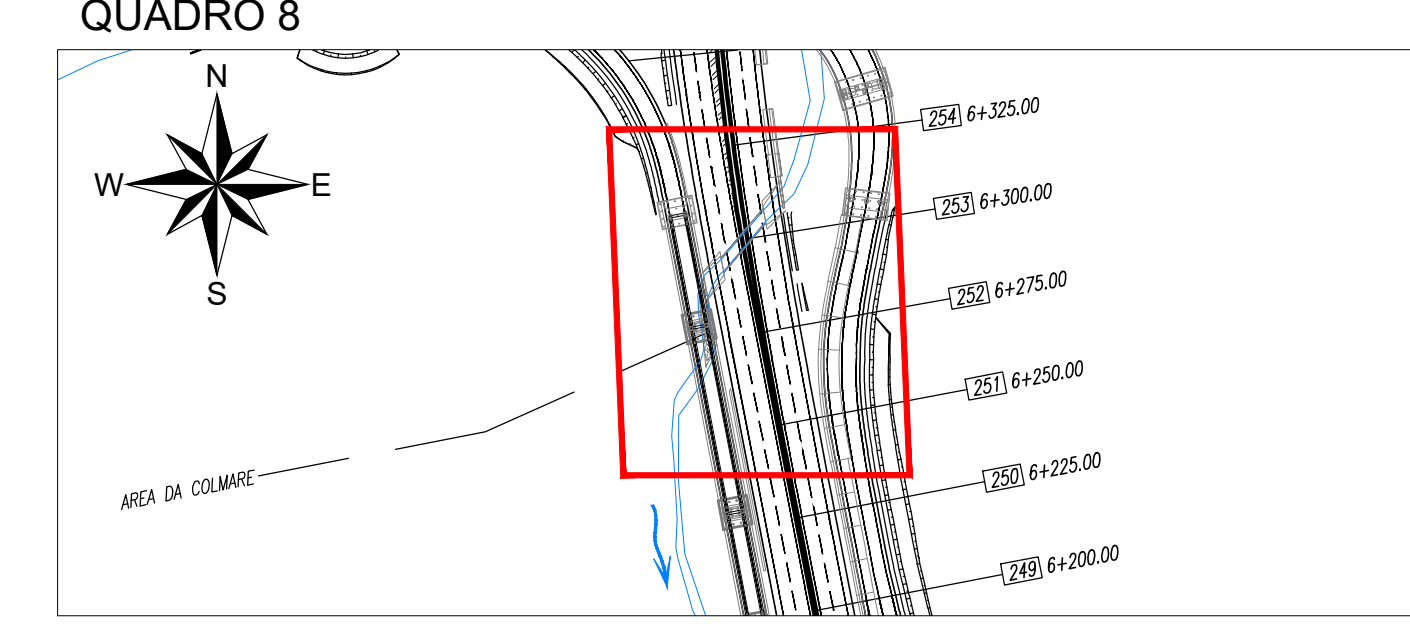 QUADRO 8
N
W
E
S
254 6+325.00
253 6+300.00
252 6+275.00
251 6+250.00
250 6+225.00
249 6+200.00
AREA DA COLMARE